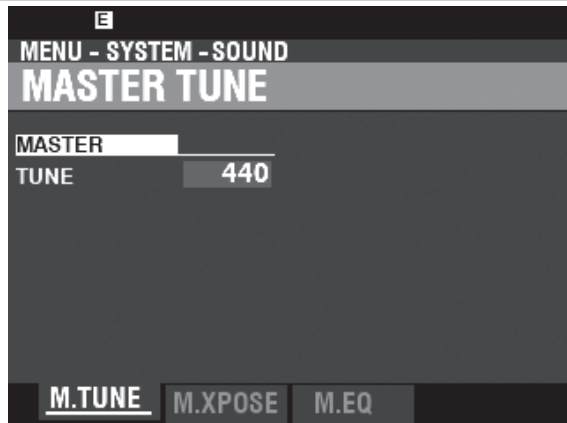 E
MENU - SYSTEM - SOUND
MASTER TUNE
MASTER
TUNE 440
M.TUNE M.XPOSE M.EQ